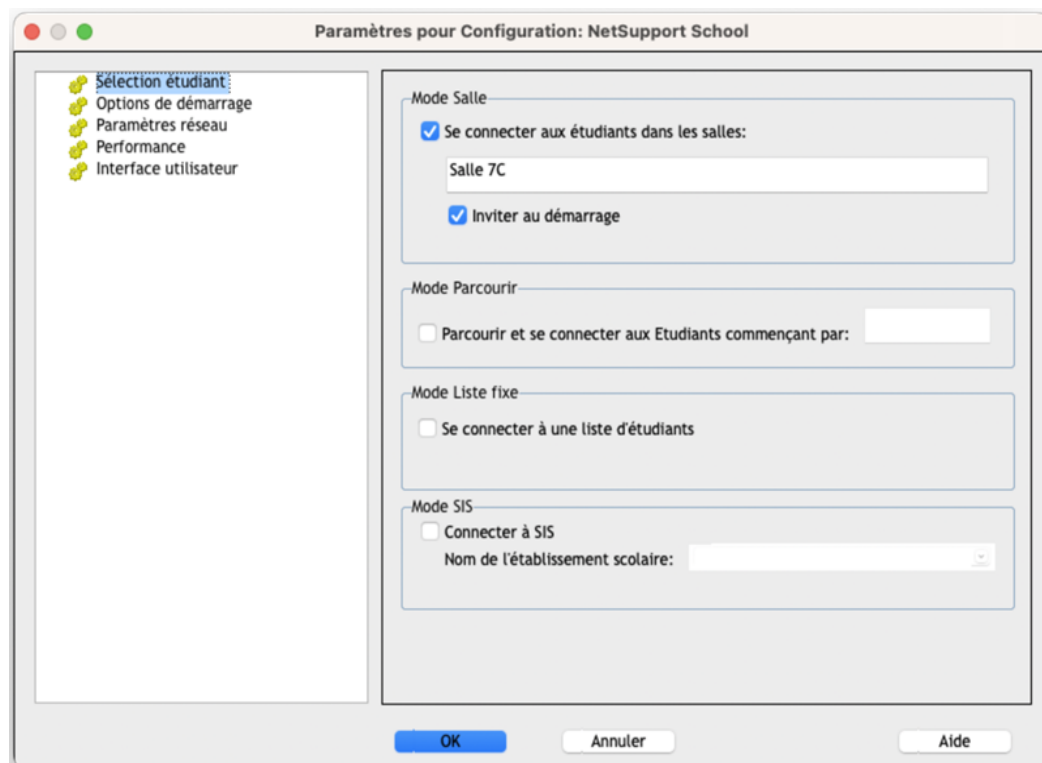 Paramètres pour Configuration: NetSupport School
Sélection étudiant
Options de démarrage
Paramètres réseau
Performance
Interface utilisateur
Mode Salle
Se connecter aux étudiants dans les salles:
Salle 7C
Inviter au démarrage
Mode Parcourir
Parcourir et se connecter aux Etudiants commençant par:
Mode Liste fixe
Se connecter à une liste d'étudiants
Mode SIS
Connecter à SIS
Nom de l'établissement scolaire:
OK Annuler Aide